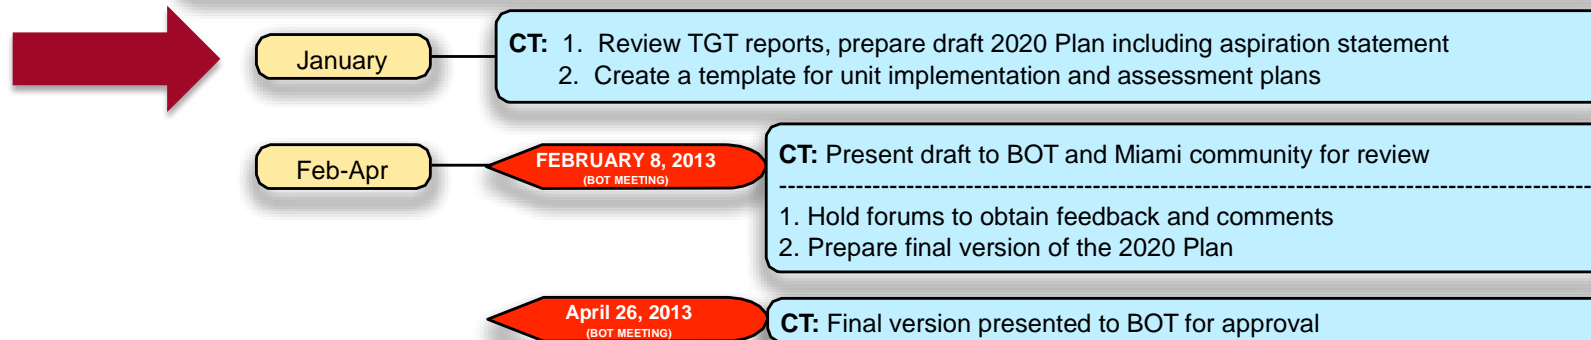 January
CT: 1. Review TGT reports, prepare draft 2020 Plan including aspiration statement
2. Create a template for unit implementation and assessment plans
Feb-Apr
FEBRUARY 8, 2013
(BOT MEETING)
CT: Present draft to BOT and Miami community for review
--------------------------------------------------------------------------------------------
1. Hold forums to obtain feedback and comments
2. Prepare final version of the 2020 Plan
April 26, 2013
(BOT MEETING)
CT: Final version presented to BOT for approval